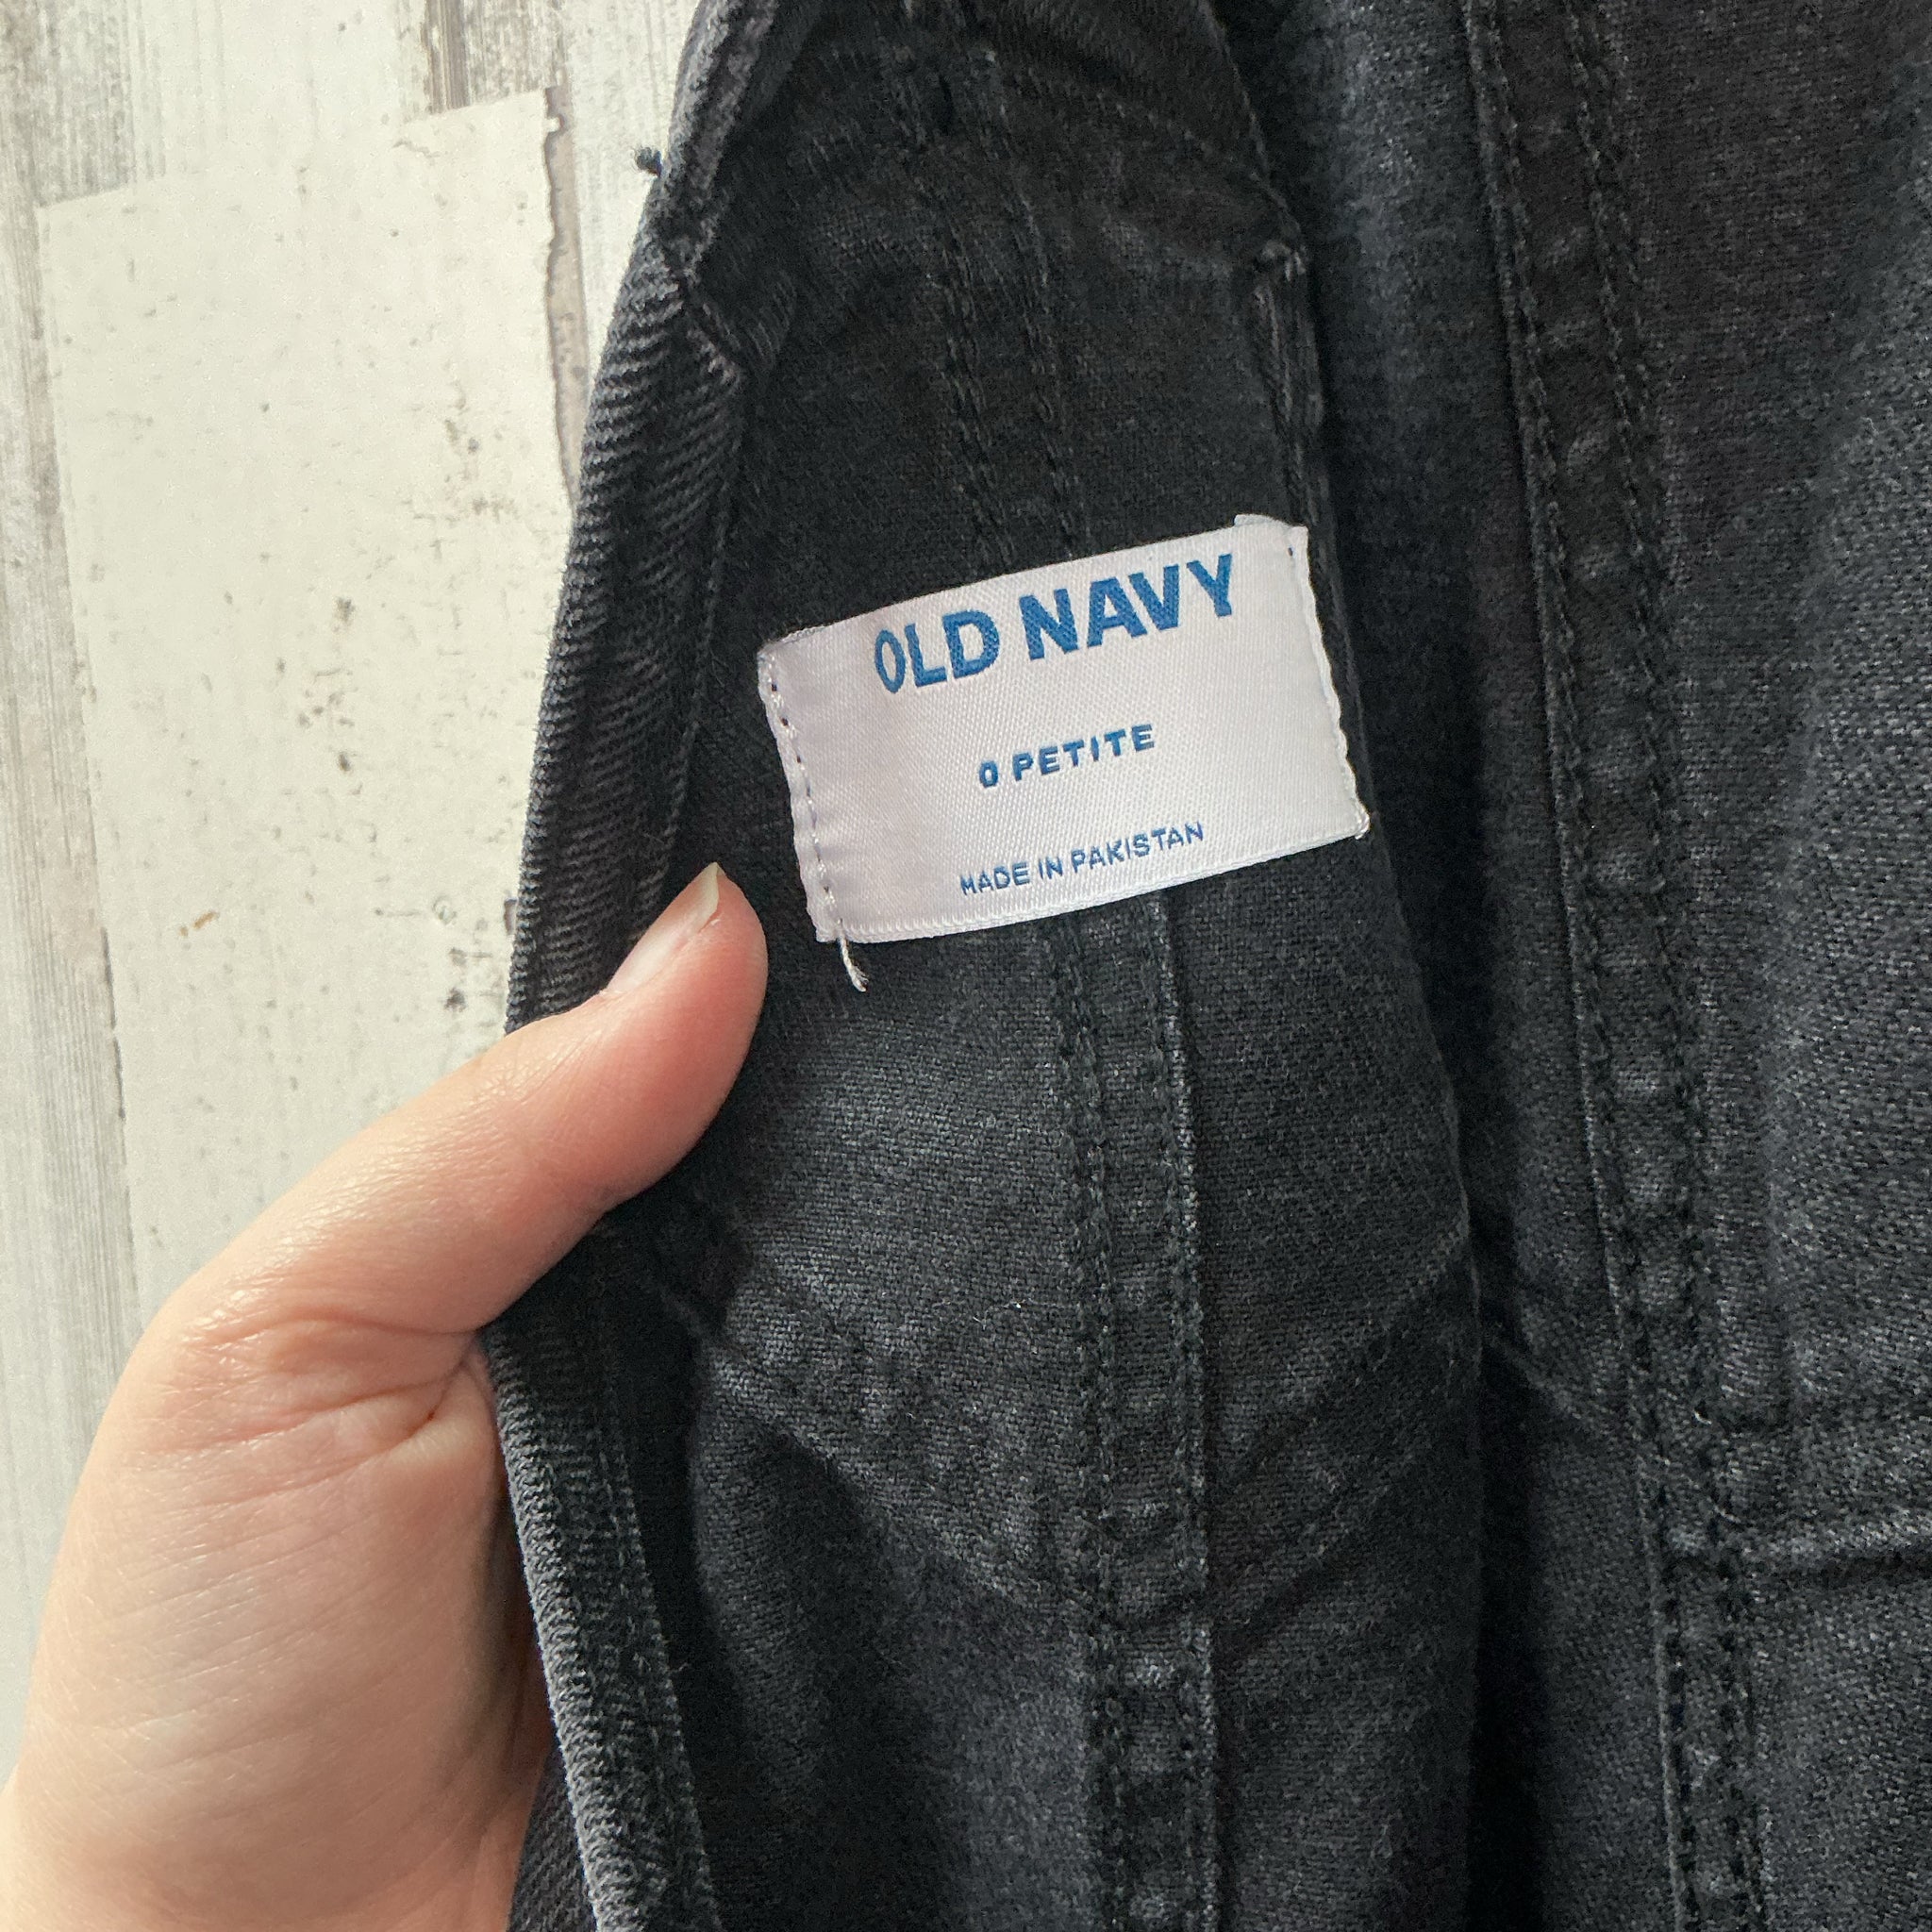 OLD NAVY
0 PETITE
MADE IN PAKISTAN